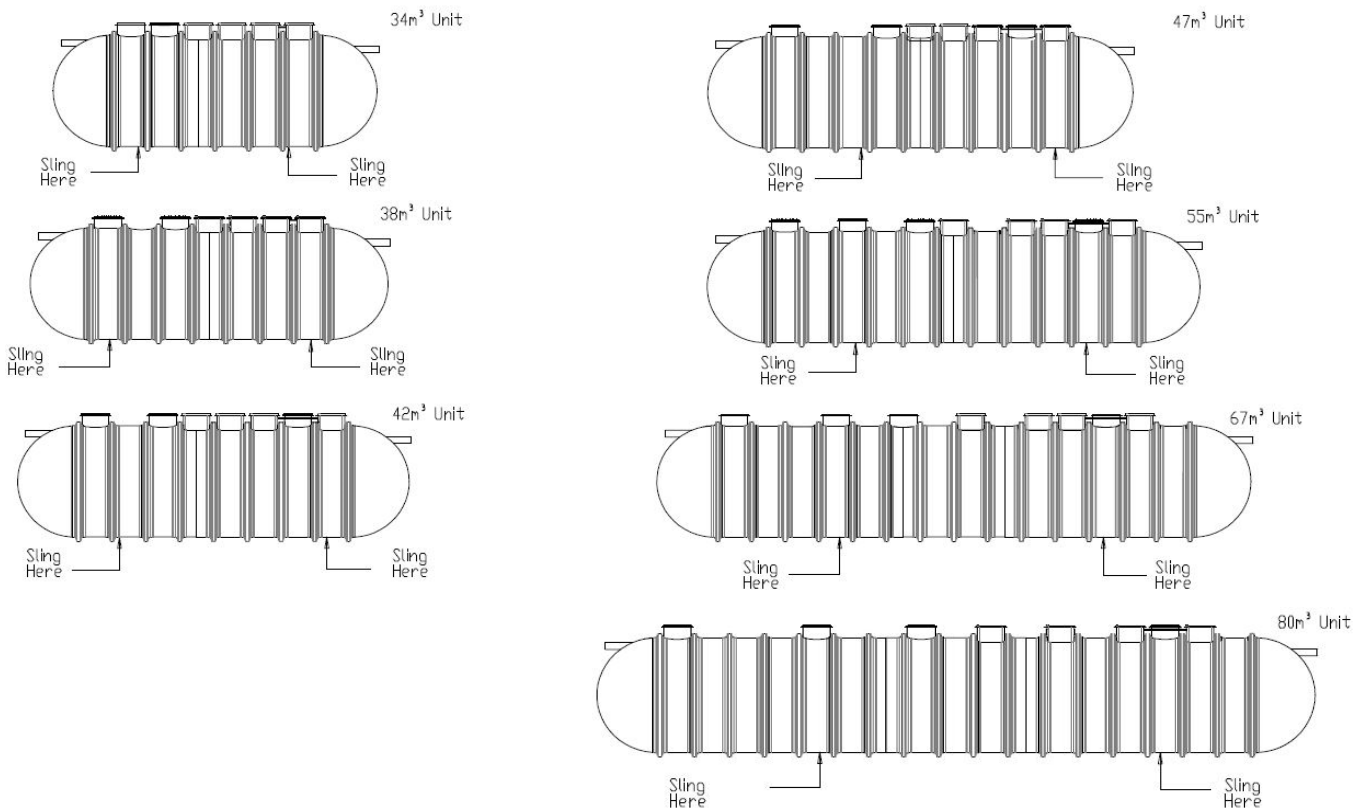 34m³ Unit
Sling
Here
Sling
Here
38m³ Unit
Sling
Here
Sling
Here
42m³ Unit
Sling
Here
Sling
Here
47m³ Unit
Sling
Here
Sling
Here
55m³ Unit
Sling
Here
Sling
Here
67m³ Unit
Sling
Here
Sling
Here
80m³ Unit
Sling
Here
Sling
Here